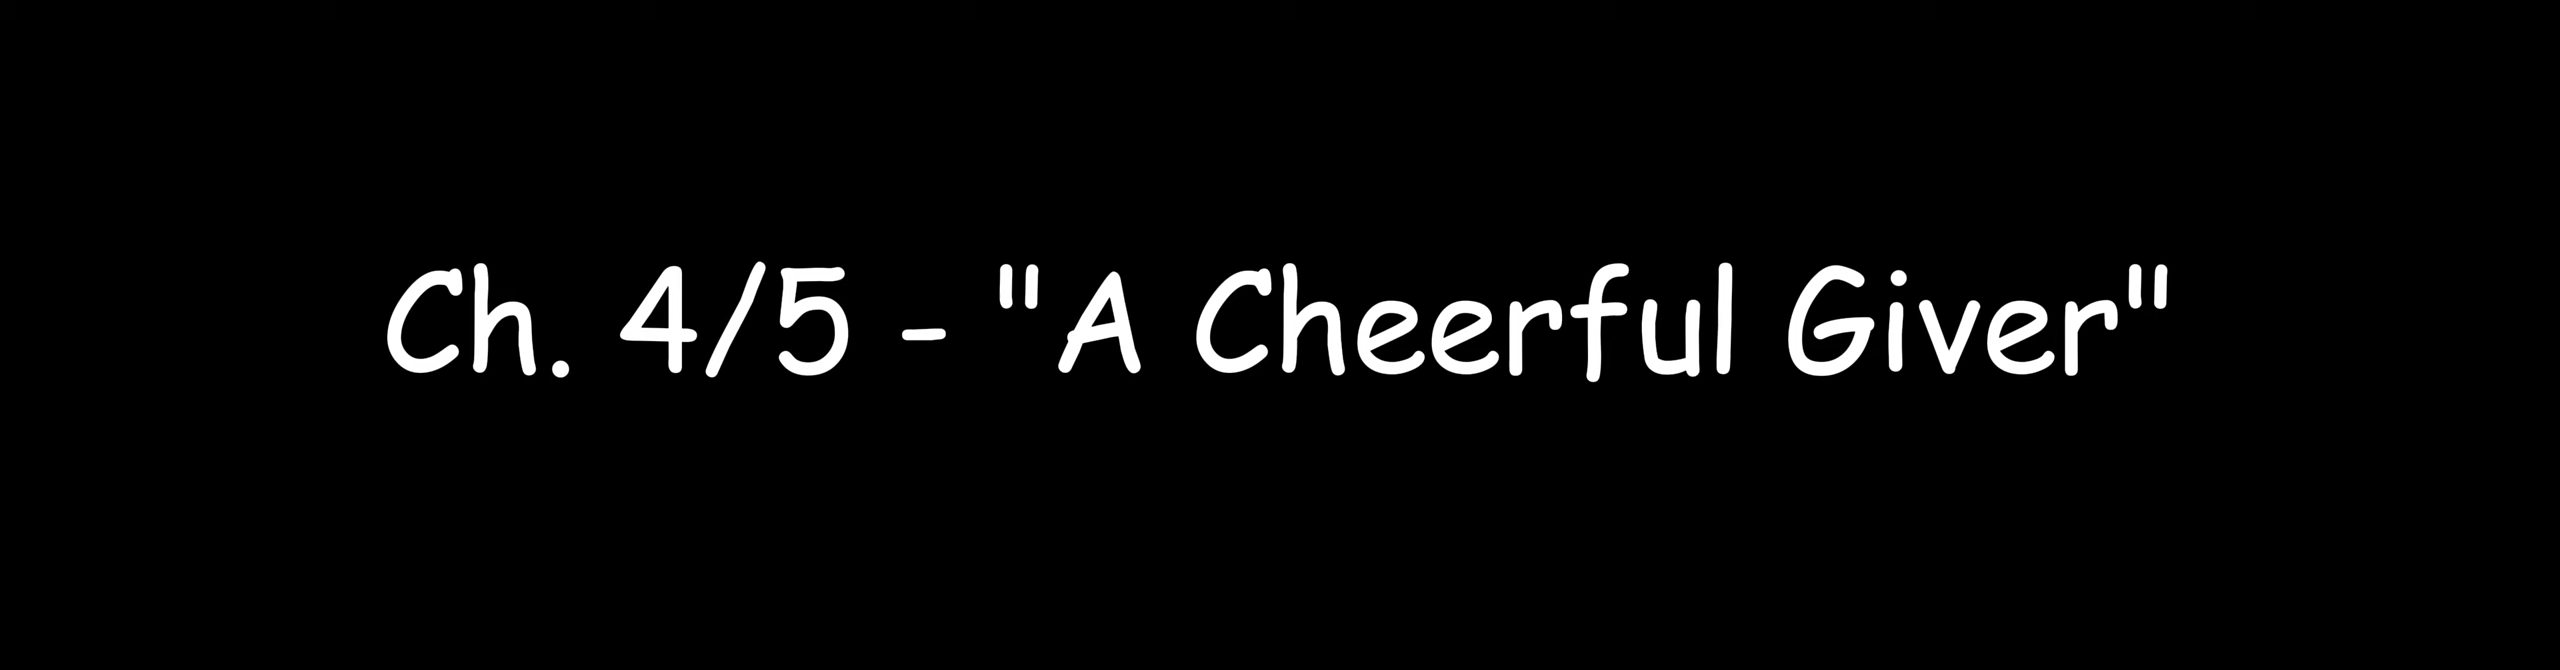 Ch. 4/5 - "A Cheerful Giver"